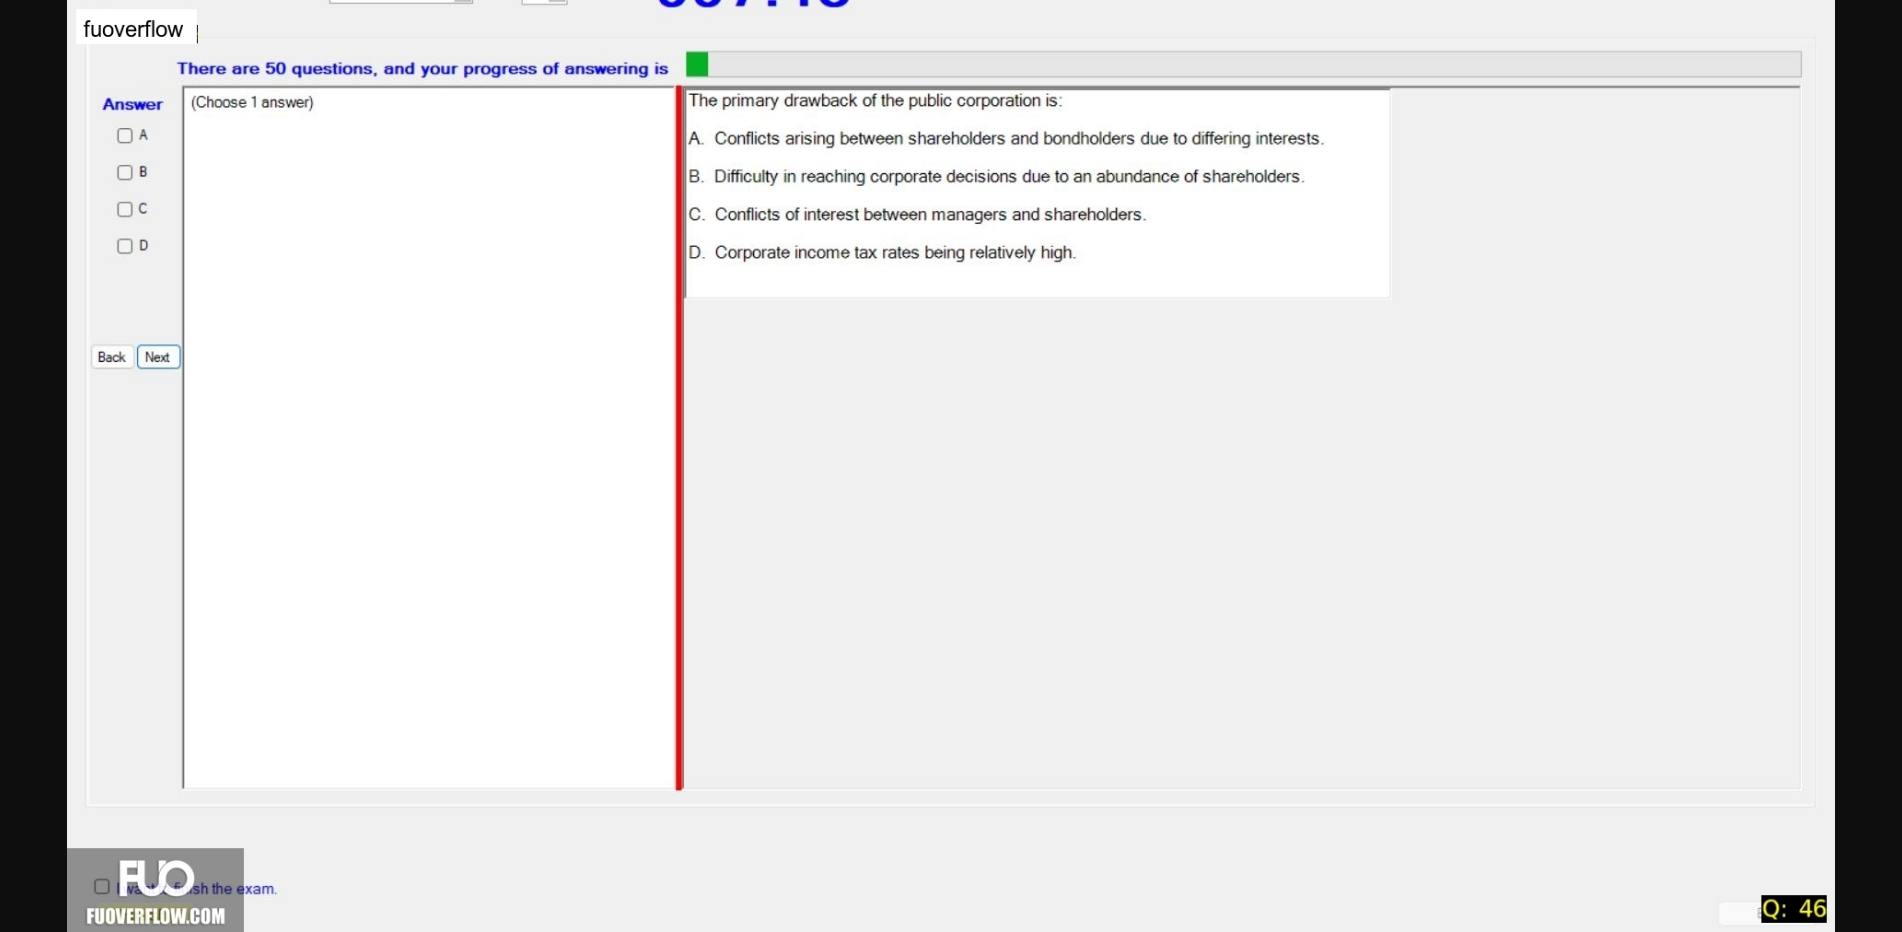 fuoverflow
There are 50 questions, and your progress of answering is
Answer
(Choose 1 answer)
A
B
C
D
Back Next
The primary drawback of the public corporation is:
A. Conflicts arising between shareholders and bondholders due to differing interests.
B. Difficulty in reaching corporate decisions due to an abundance of shareholders.
C. Conflicts of interest between managers and shareholders.
D. Corporate income tax rates being relatively high.
FUO
sh the exam.
FUOVERFLOW.COM
Q: 46